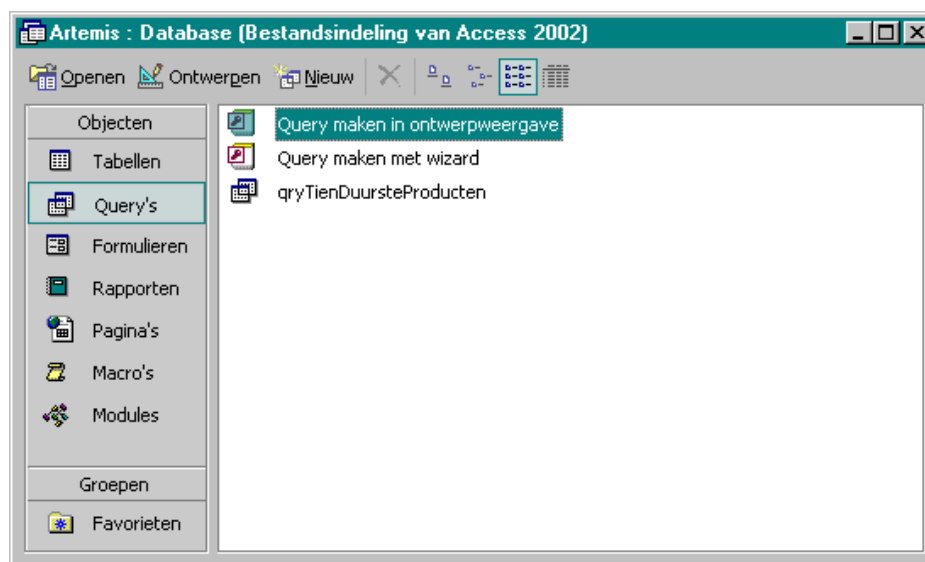 Artemis : Database (Bestandsindeling van Access 2002)
Openen Ontwerpen Nieuw
Objecten
Tabellen
Query's
Formulieren
Rapporten
Pagina's
Macro's
Modules
Groepen
Favorieten
Query maken in ontwerpweergave
Query maken met wizard
qryTienDuursteProducten